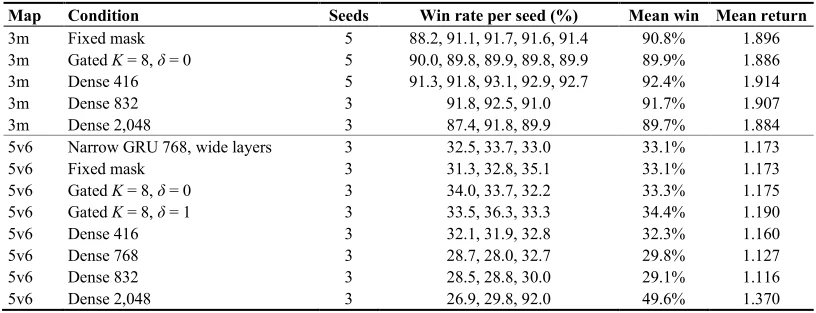 Map Condition Seeds Win rate per seed (%) Mean win Mean return
3m Fixed mask 5 88.2, 91.1, 91.7, 91.6, 91.4 90.8% 1.896
3m Gated K = 8, δ = 0 5 90.0, 89.8, 89.9, 89.8, 89.9 89.9% 1.886
3m Dense 416 5 91.3, 91.8, 93.1, 92.9, 92.7 92.4% 1.914
3m Dense 832 3 91.8, 92.5, 91.0 91.7% 1.907
3m Dense 2,048 3 87.4, 91.8, 89.9 89.7% 1.884
5v6 Narrow GRU 768, wide layers 3 32.5, 33.7, 33.0 33.1% 1.173
5v6 Fixed mask 3 31.3, 32.8, 35.1 33.1% 1.173
5v6 Gated K = 8, δ = 0 3 34.0, 33.7, 32.2 33.3% 1.175
5v6 Gated K = 8, δ = 1 3 33.5, 36.3, 33.3 34.4% 1.190
5v6 Dense 416 3 32.1, 31.9, 32.8 32.3% 1.160
5v6 Dense 768 3 28.7, 28.0, 32.7 29.8% 1.127
5v6 Dense 832 3 28.5, 28.8, 30.0 29.1% 1.116
5v6 Dense 2,048 3 26.9, 29.8, 92.0 49.6% 1.370